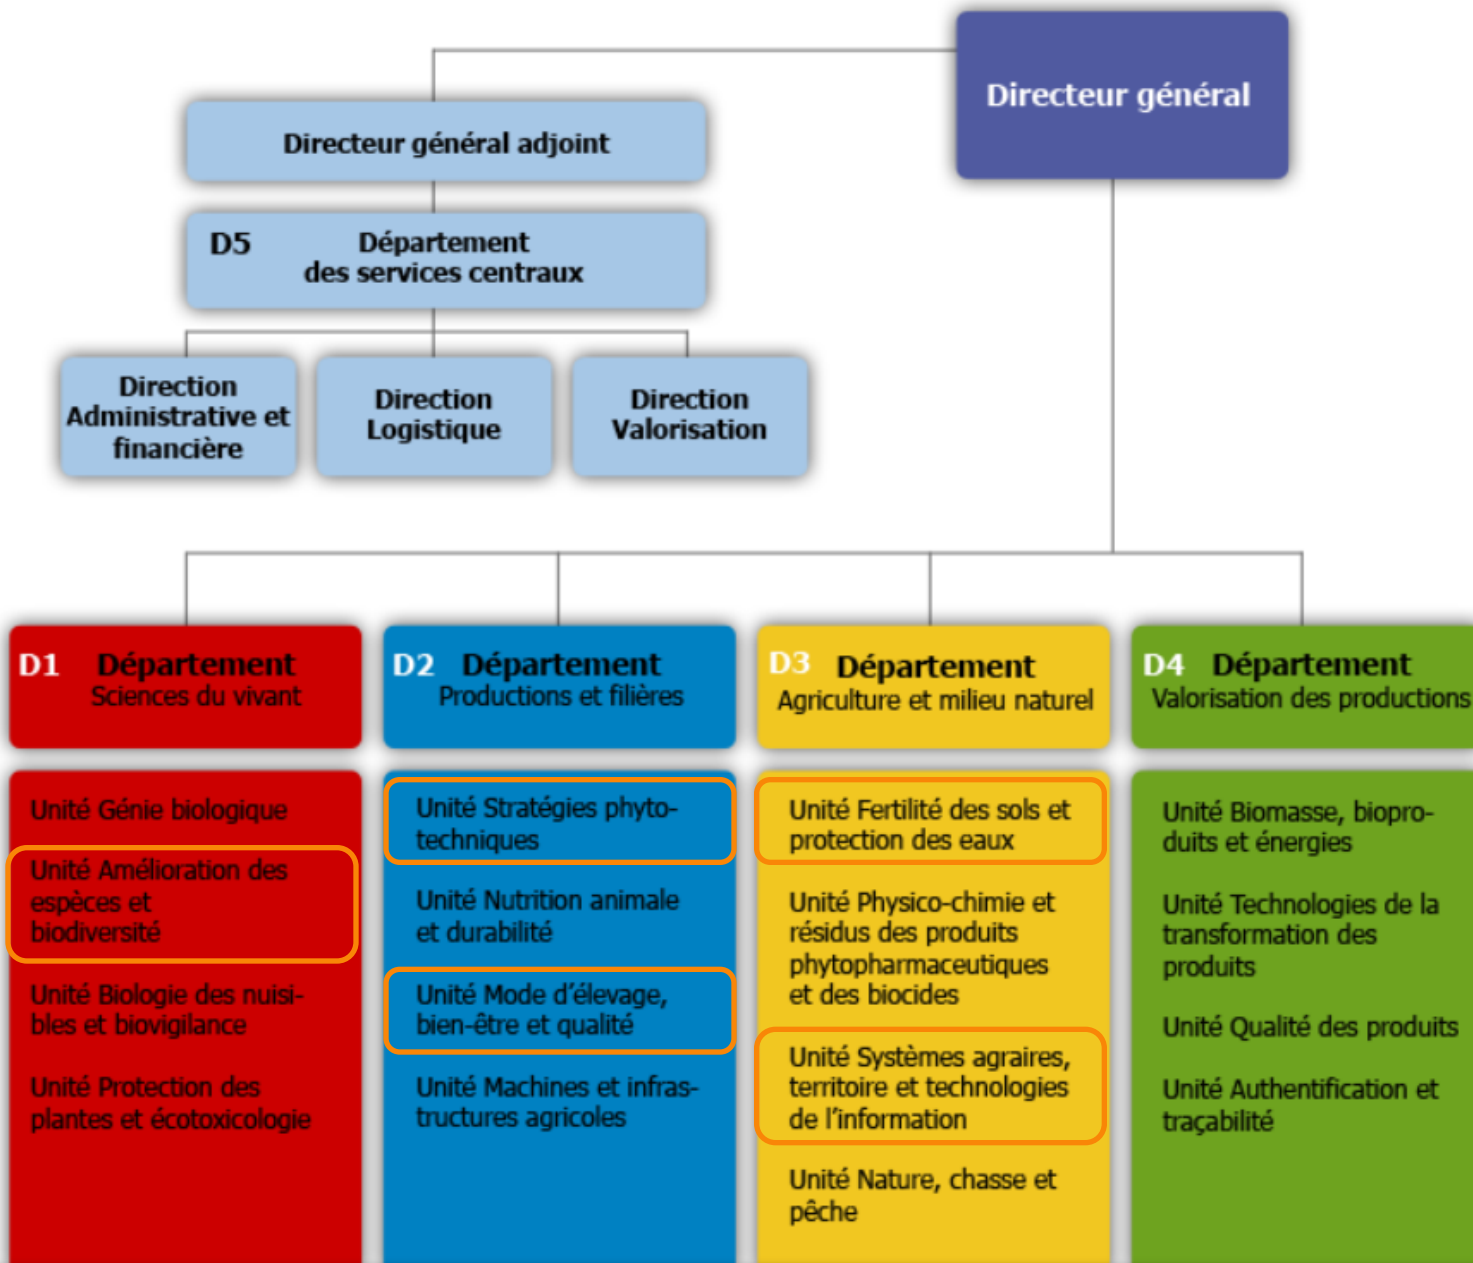 Directeur général
Directeur général adjoint
D5 Département
des services centraux
Direction
Administrative et
financière
Direction
Logistique
Direction
Valorisation
D1 Département
Sciences du vivant
D2 Département
Productions et filières
D3 Département
Agriculture et milieu naturel
D4 Département
Valorisation des productions
Unité Génie biologique
Unité Amélioration des
espèces et
biodiversité
Unité Biologie des nuisi-
bles et biovigilance
Unité Protection des
plantes et écotoxicologie
Unité Stratégies phyto-
techniques
Unité Nutrition animale
et durabilité
Unité Mode d'élevage,
bien-être et qualité
Unité Machines et infras-
tructures agricoles
Unité Fertilité des sols et
protection des eaux
Unité Physico-chimie et
résidus des produits
phytopharmaceutiques
et des biocides
Unité Systèmes agraires,
territoire et technologies
de l'information
Unité Nature, chasse et
pêche
Unité Biomasse, biopro-
duits et énergies
Unité Technologies de la
transformation des
produits
Unité Qualité des produits
Unité Authentification et
traçabilité